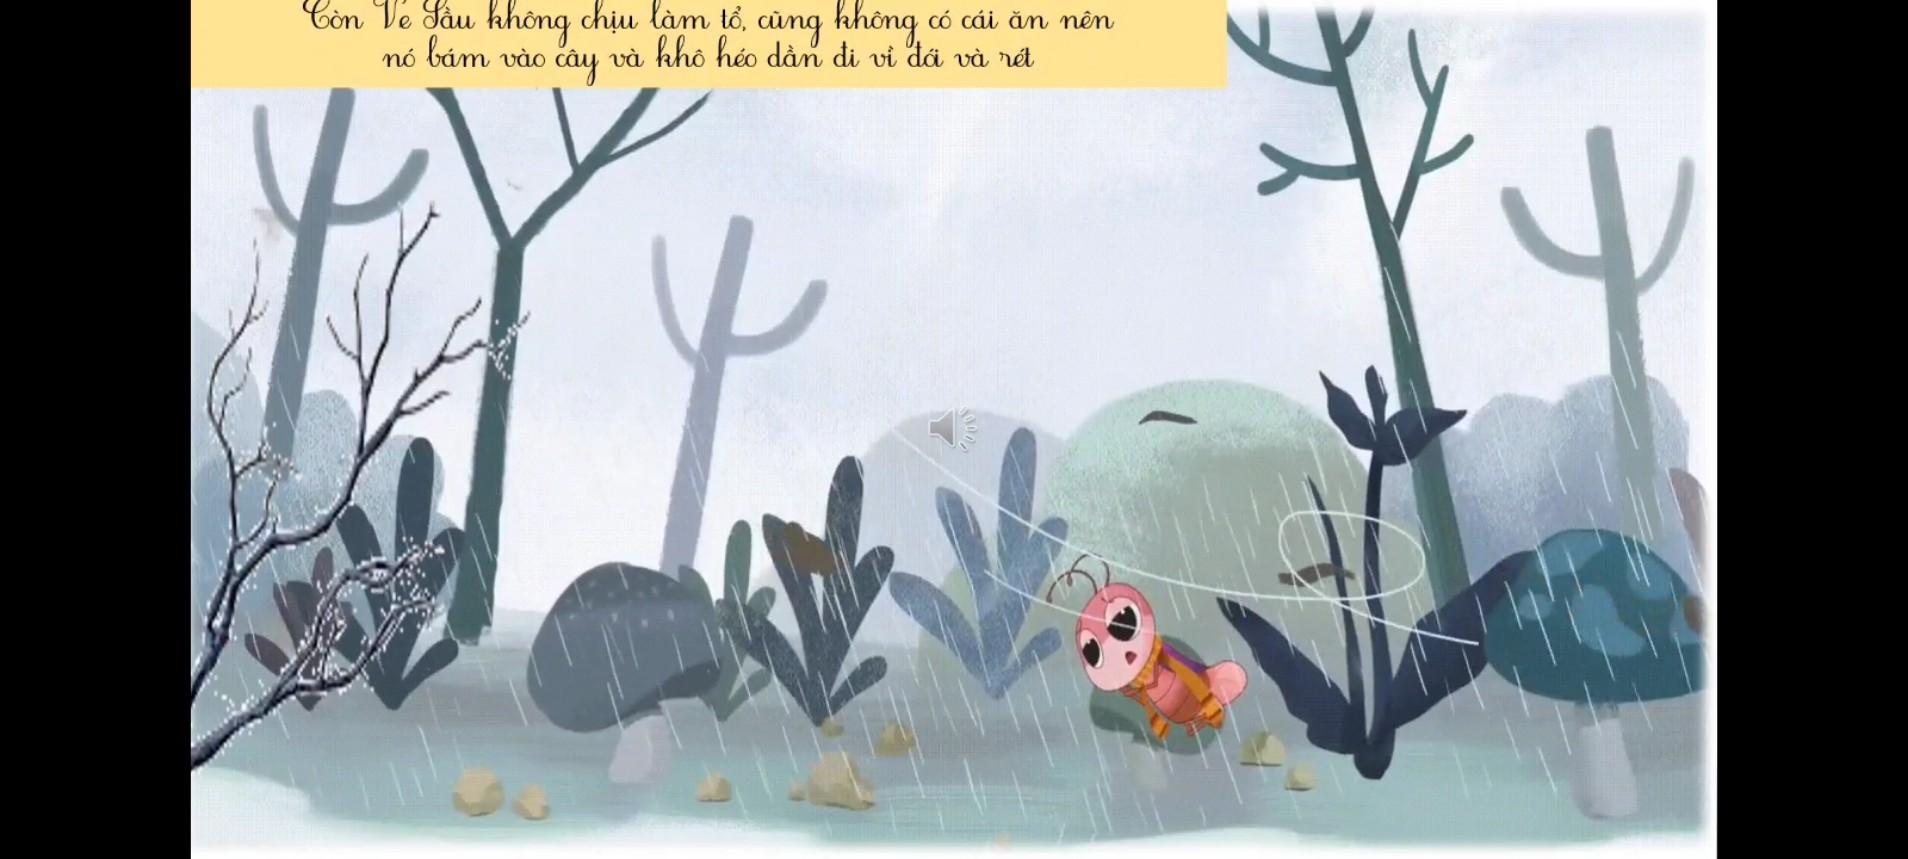 Còn Ve Sầu không chịu làm tổ, cũng không có cái ăn nên
nó bám vào cây và khô héo dần đi vì đói và rét